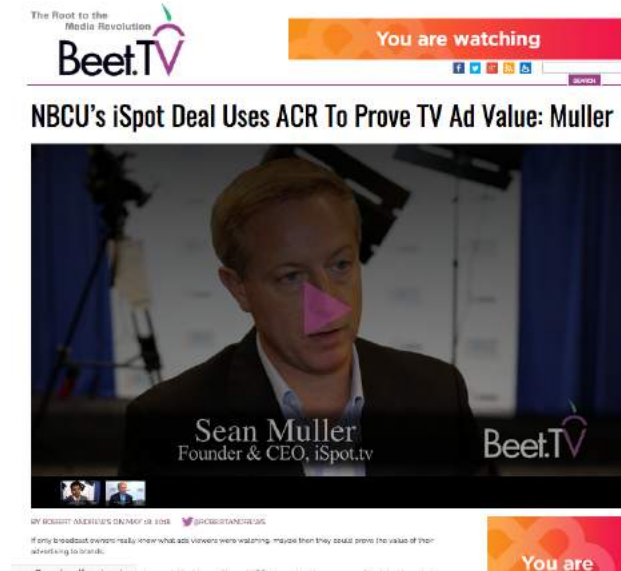 The Root to the
Media Revolution
Beet.TV
You are watching
SEARCH
NBCU's iSpot Deal Uses ACR To Prove TV Ad Value: Muller
Sean Muller
Founder & CEO, iSpot.tv
Beet.TV
BY ROBERT ANDREWS ON MAY 18, 2018 @ROBERTANDREWS
If only broadcast owners really knew what ads viewers were watching, maybe then they could prove the value of their
advertising to brands.
You are